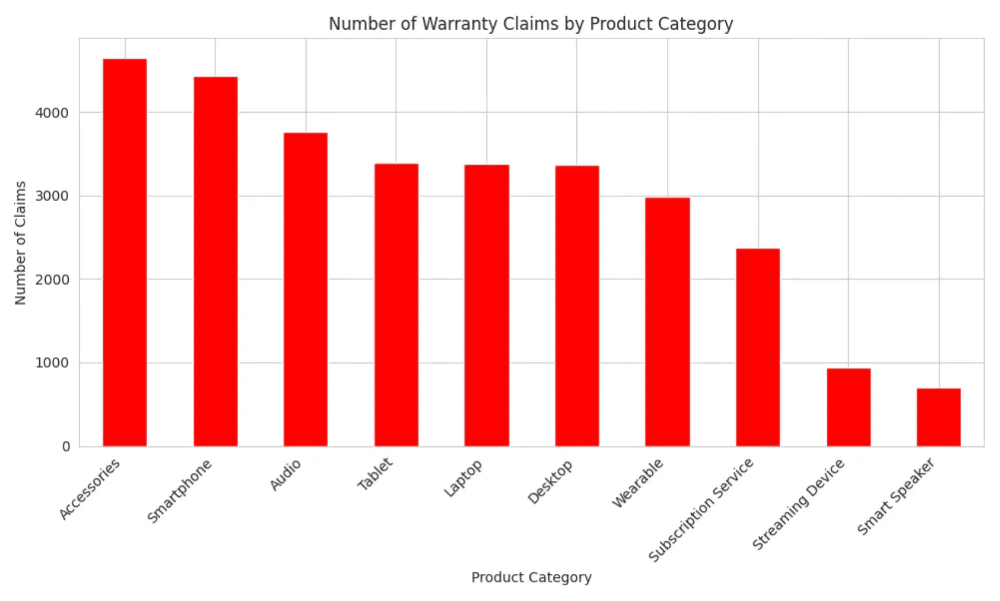 Number of Warranty Claims by Product Category
Number of Claims
4000
3000
2000
1000
0
Accessories
Smartphone
Audio
Tablet
Laptop
Desktop
Wearable
Subscription Service
Streaming Device
Smart Speaker
Product Category